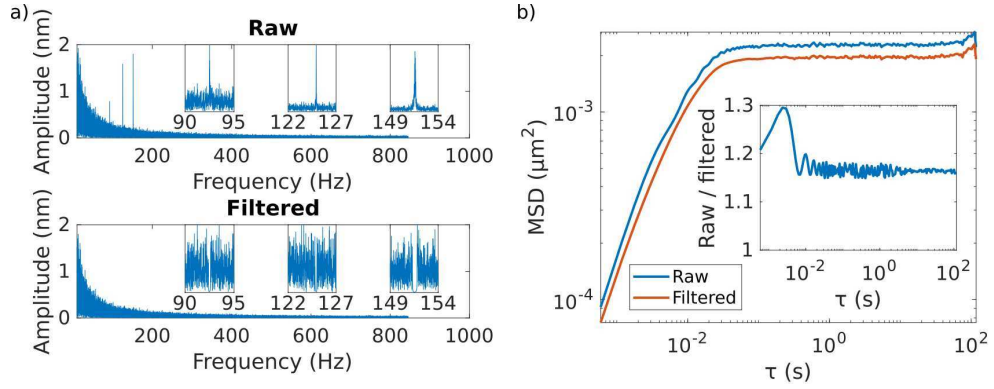 a)
Raw
Amplitude (nm)
2
1
0
90 95
122 127
149 154
200 400 600 800 1000
Frequency (Hz)
Filtered
Amplitude (nm)
2
1
0
90 95
122 127
149 154
200 400 600 800 1000
Frequency (Hz)
b)
MSD (μm²)
10⁻³
10⁻⁴
Raw
Filtered
10⁻² 10⁰ 10²
τ (s)
Raw / filtered
1.3
1.2
1.1
1
10⁻² 10⁰ 10²
τ (s)